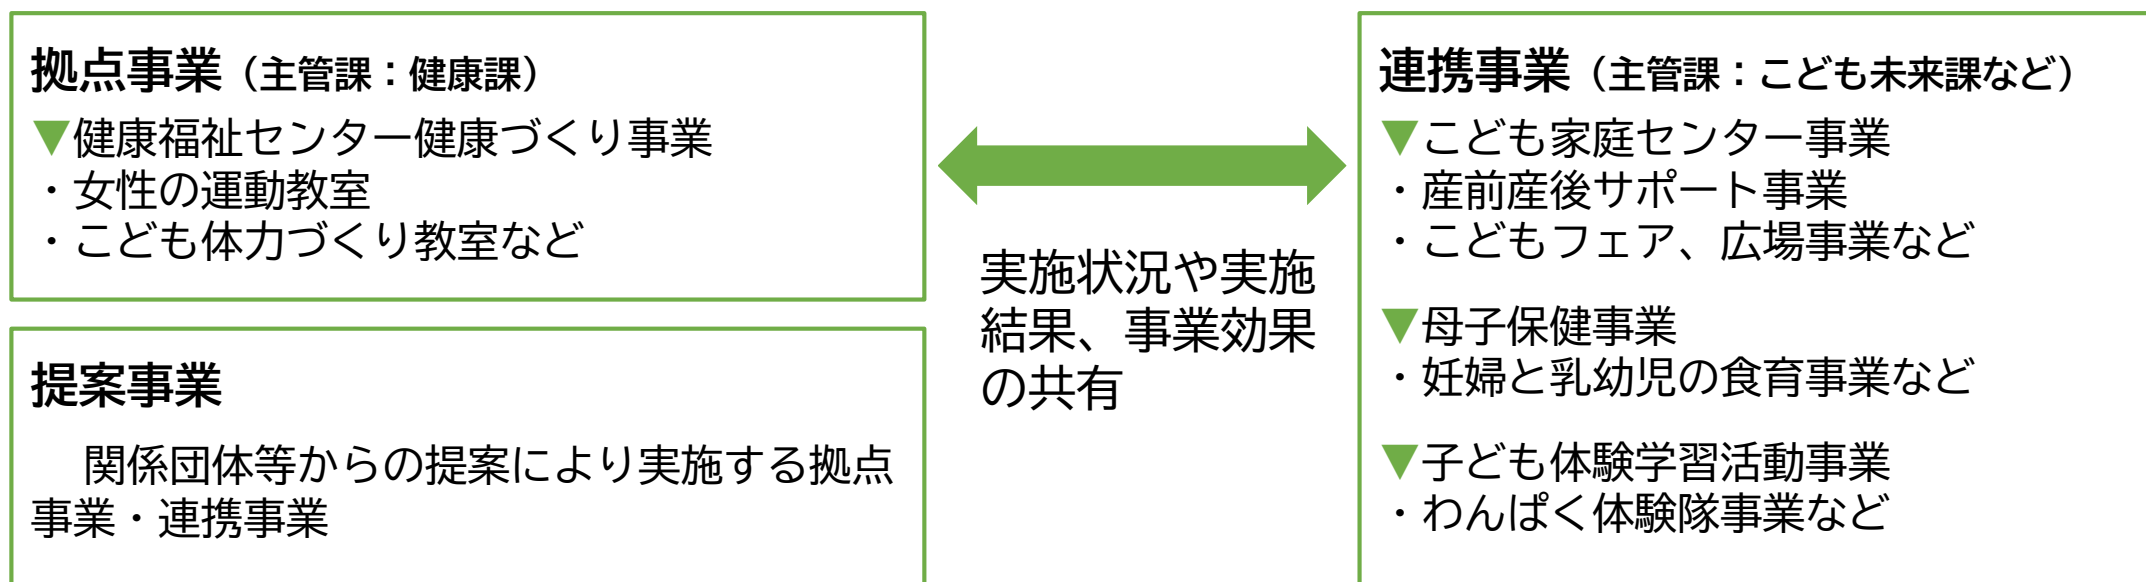 拠点事業（主管課：健康課）
▼健康福祉センター健康づくり事業
・女性の運動教室
・こども体力づくり教室など
提案事業
関係団体等からの提案により実施する拠点
事業・連携事業
実施状況や実施
結果、事業効果
の共有
連携事業（主管課：こども未来課など）
▼こども家庭センター事業
・産前産後サポート事業
・こどもフェア、広場事業など
▼母子保健事業
・妊婦と乳幼児の食育事業など
▼子ども体験学習活動事業
・わんぱく体験隊事業など